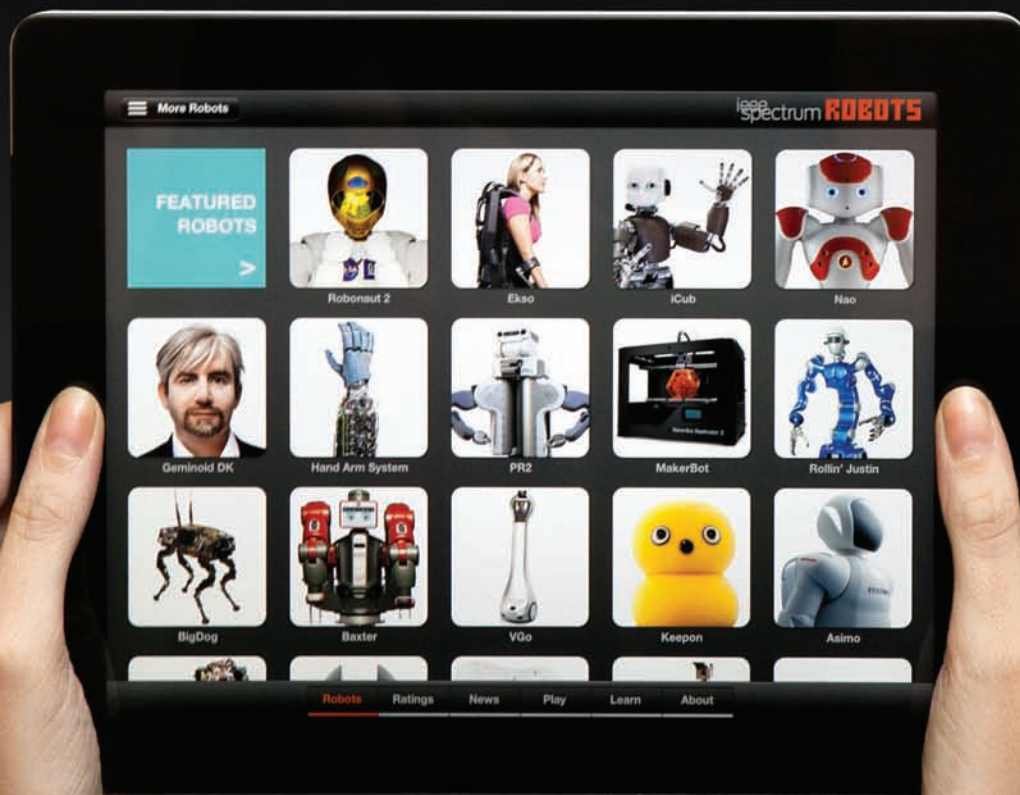 More Robots
ieee spectrum ROBOTS
FEATURED
ROBOTS
>
Robonaut 2
Ekso
iCub
Nao
Geminoid DK
Hand Arm System
PR2
MakerBot
Rollin' Justin
BigDog
Baxter
VGo
Keepon
Asimo
Robots
Ratings
News
Play
Learn
About